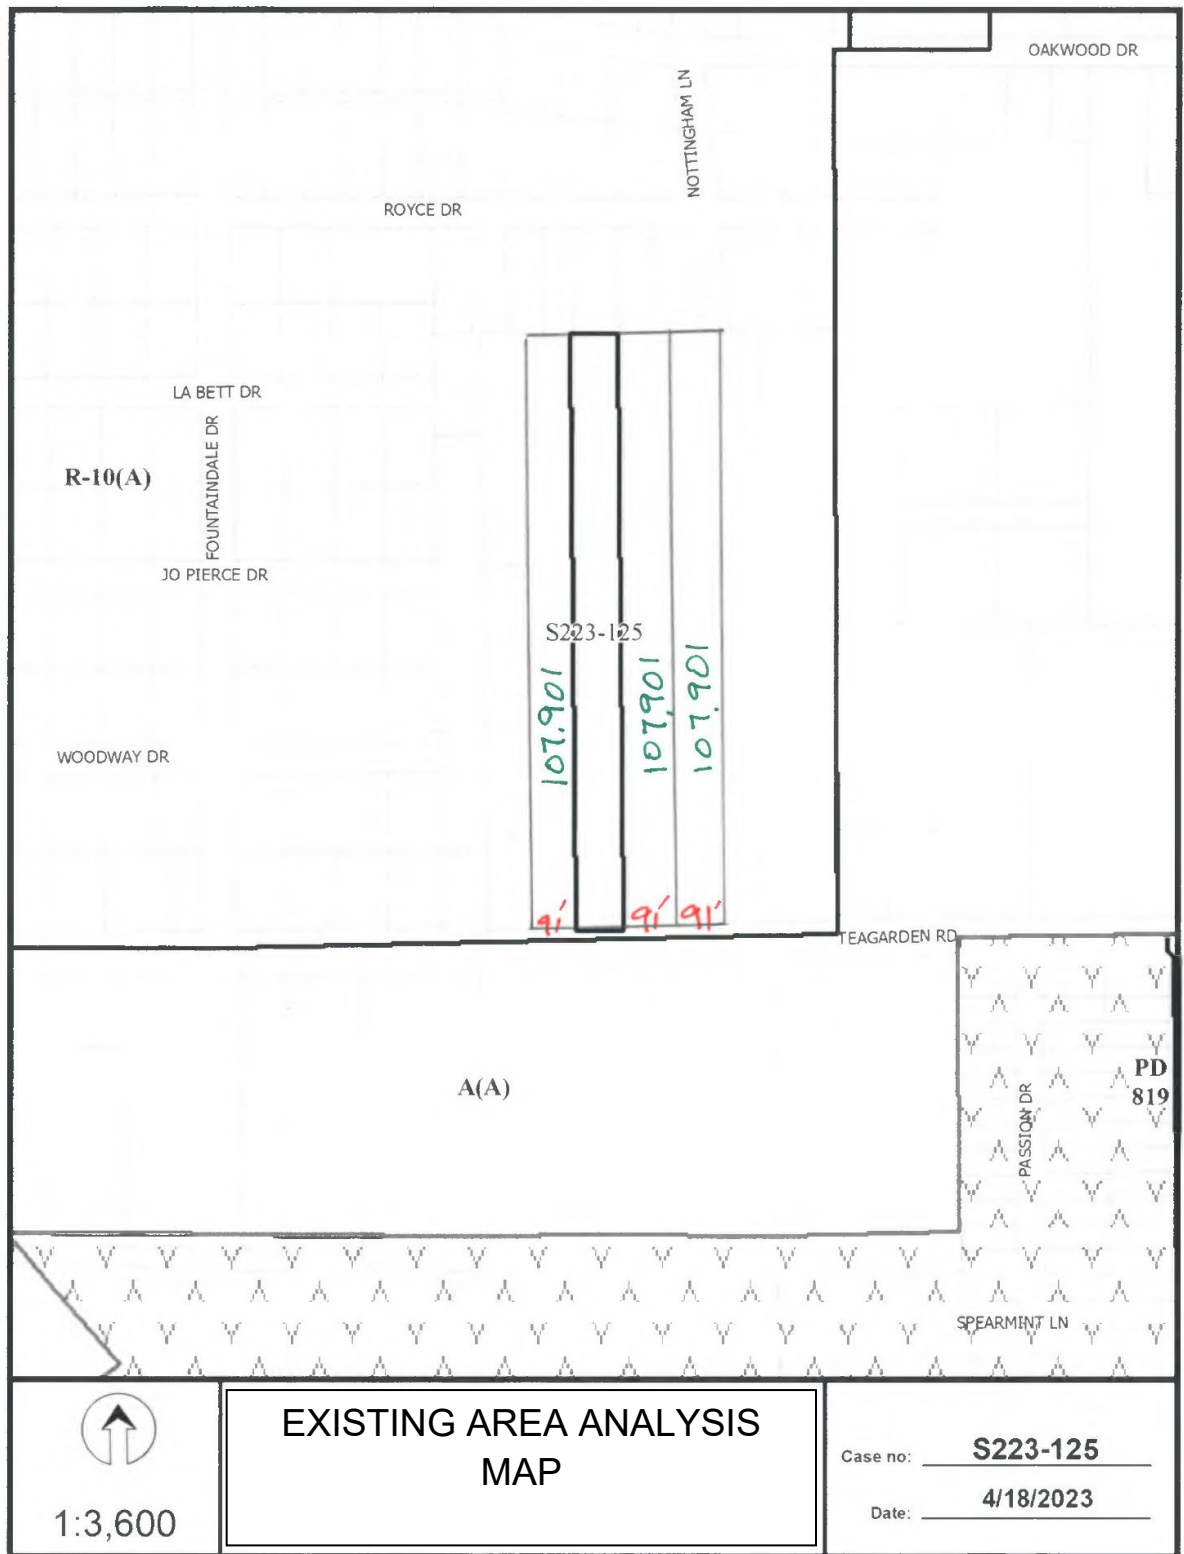 OAKWOOD DR
NOTTINGHAM LN
ROYCE DR
LA BETT DR
FOUNTAINDALE DR
R-10(A)
JO PIERCE DR
S223-125
107,901
107,901
107,901
WOODWAY DR
91'
91'
91'
TEAGARDEN RD
A(A)
PASSION DR
PD
819
SPEARMINT LN
1:3,600
EXISTING AREA ANALYSIS
MAP
Case no: S223-125
Date: 4/18/2023